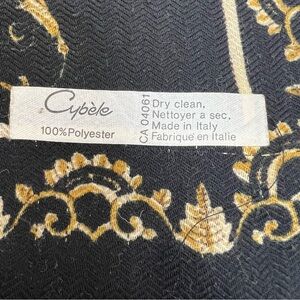 Cybèle
100% Polyester
CA 04061
Dry clean.
Nettoyer a sec.
Made in Italy
Fabriqué en Italie